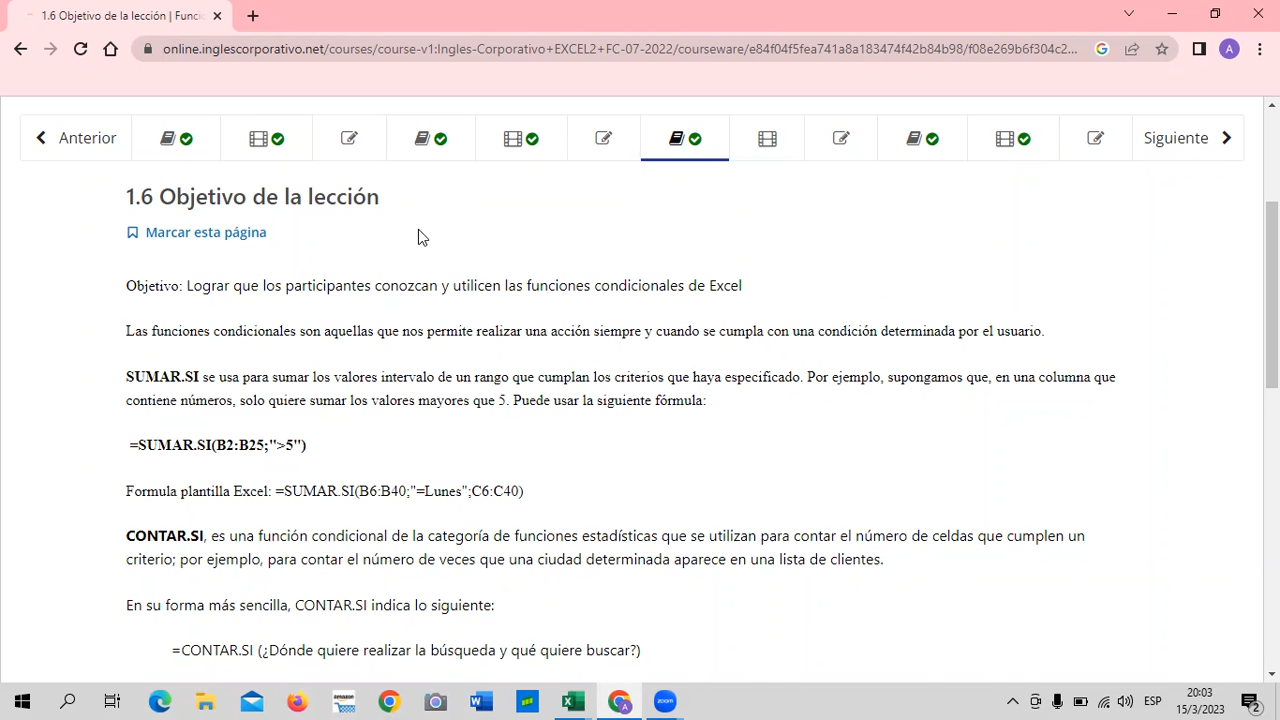 1.6 Objetivo de la lección | Funci
online.inglescorporativo.net/courses/course-v1:Ingles-Corporativo+EXCEL2+FC-07-2022/courseware/e84f04f5fea741a8a183474f42b84b98/f08e269b6f304c2...
A
Anterior
Siguiente
1.6 Objetivo de la lección
Marcar esta página
Objetivo: Lograr que los participantes conozcan y utilicen las funciones condicionales de Excel
Las funciones condicionales son aquellas que nos permite realizar una acción siempre y cuando se cumpla con una condición determinada por el usuario.
SUMAR.SI se usa para sumar los valores intervalo de un rango que cumplan los criterios que haya especificado. Por ejemplo, supongamos que, en una columna que
contiene números, solo quiere sumar los valores mayores que 5. Puede usar la siguiente fórmula:
=SUMAR.SI(B2:B25;">5")
Formula plantilla Excel: =SUMAR.SI(B6:B40;"=Lunes";C6:C40)
CONTAR.SI, es una función condicional de la categoría de funciones estadísticas que se utilizan para contar el número de celdas que cumplen un
criterio; por ejemplo, para contar el número de veces que una ciudad determinada aparece en una lista de clientes.
En su forma más sencilla, CONTAR.SI indica lo siguiente:
=CONTAR.SI (¿Dónde quiere realizar la búsqueda y qué quiere buscar?)
amazon
zoom
ESP
20:03
15/3/2023
2